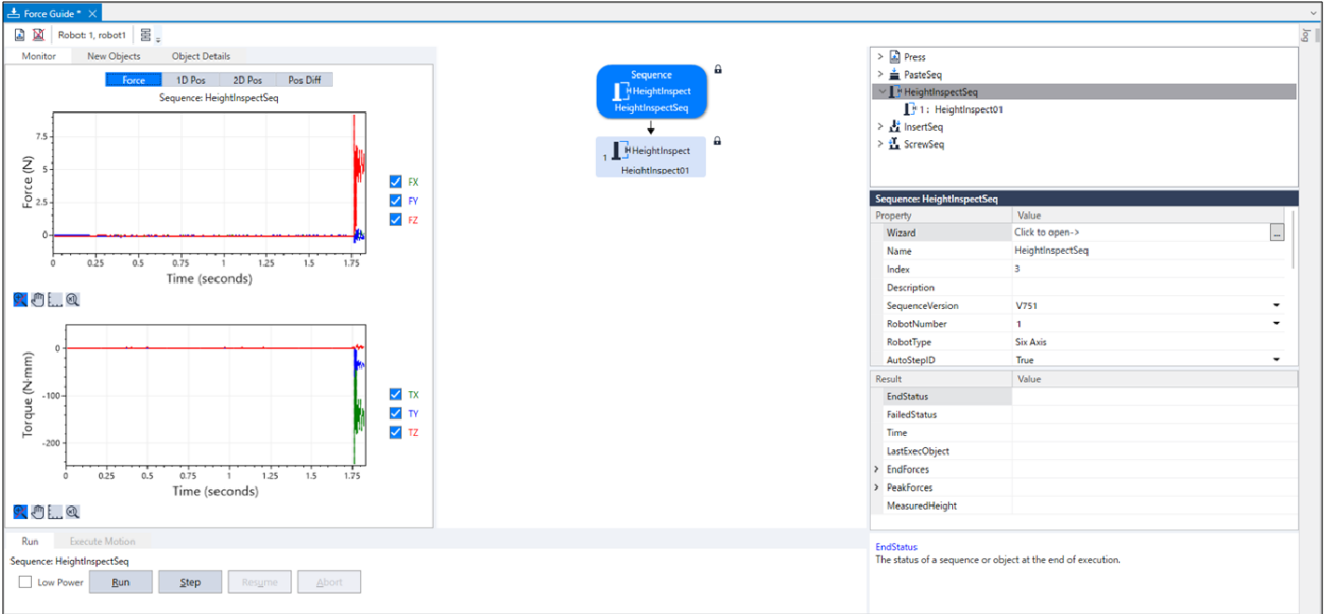 Force Guide *
Robot: 1, robot1
Jog
Monitor New Objects Object Details
Force 1D Pos 2D Pos Pos Diff
Sequence: HeightInspectSeq
Force (N)
7.5
5
2.5
0
0 0.25 0.5 0.75 1 1.25 1.5 1.75
Time (seconds)
FX
FY
FZ
Torque (N·mm)
0
-100
-200
0 0.25 0.5 0.75 1 1.25 1.5 1.75
Time (seconds)
TX
TY
TZ
Run Execute Motion
Sequence: HeightInspectSeq
Low Power Run Step Resume Abort
Sequence
HeightInspect
HeightInspectSeq
1 HeightInspect
HeightInspect01
Press
PasteSeq
HeightInspectSeq
1 : HeightInspect01
InsertSeq
ScrewSeq
Sequence: HeightInspectSeq
Property Value
Wizard Click to open-> ...
Name HeightInspectSeq
Index 3
Description
SequenceVersion V751
RobotNumber 1
RobotType Six Axis
AutoStepID True
Result Value
EndStatus
FailedStatus
Time
LastExecObject
EndForces
PeakForces
MeasuredHeight
EndStatus
The status of a sequence or object at the end of execution.